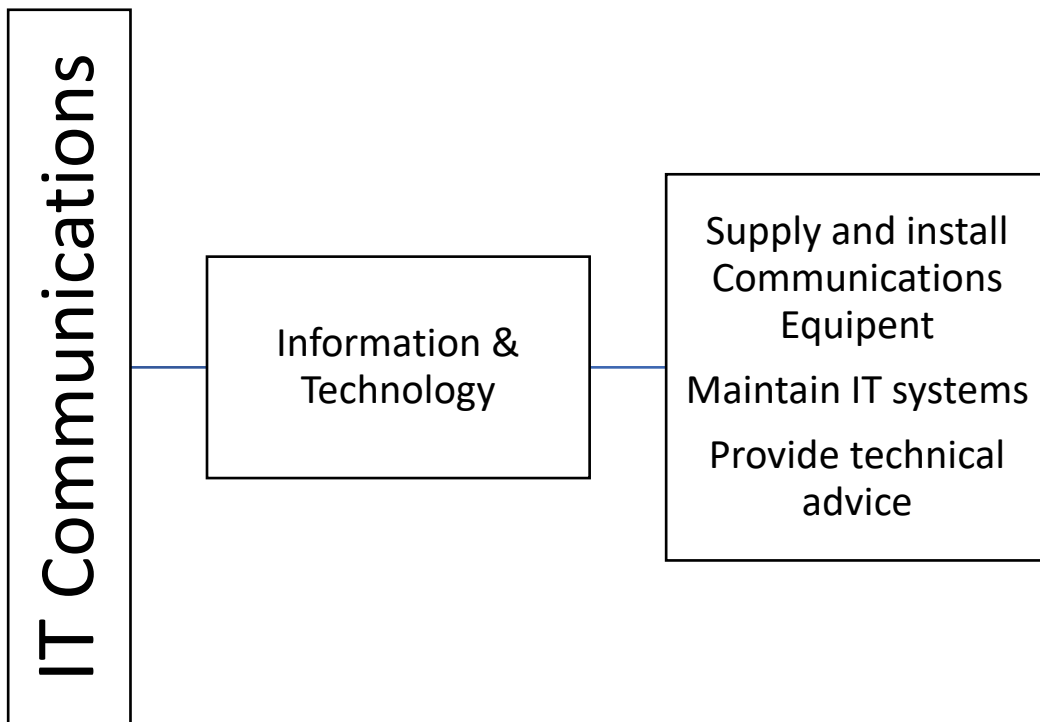 IT Communications
Information &
Technology
Supply and install
Communications
Equipent
Maintain IT systems
Provide technical
advice